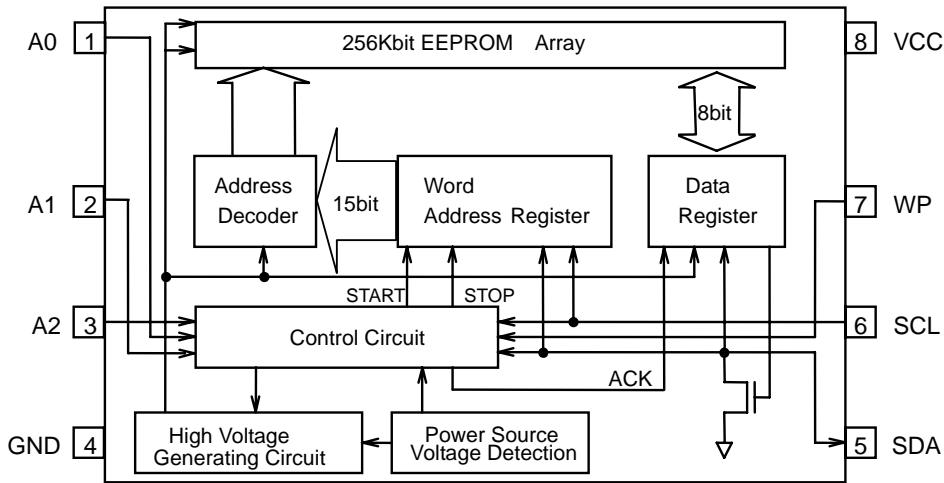 A0 1
256Kbit EEPROM Array
8 VCC
8bit
A1 2
Address
Decoder
15bit
Word
Address Register
Data
Register
7 WP
START
STOP
A2 3
Control Circuit
6 SCL
ACK
GND 4
High Voltage
Generating Circuit
Power Source
Voltage Detection
5 SDA